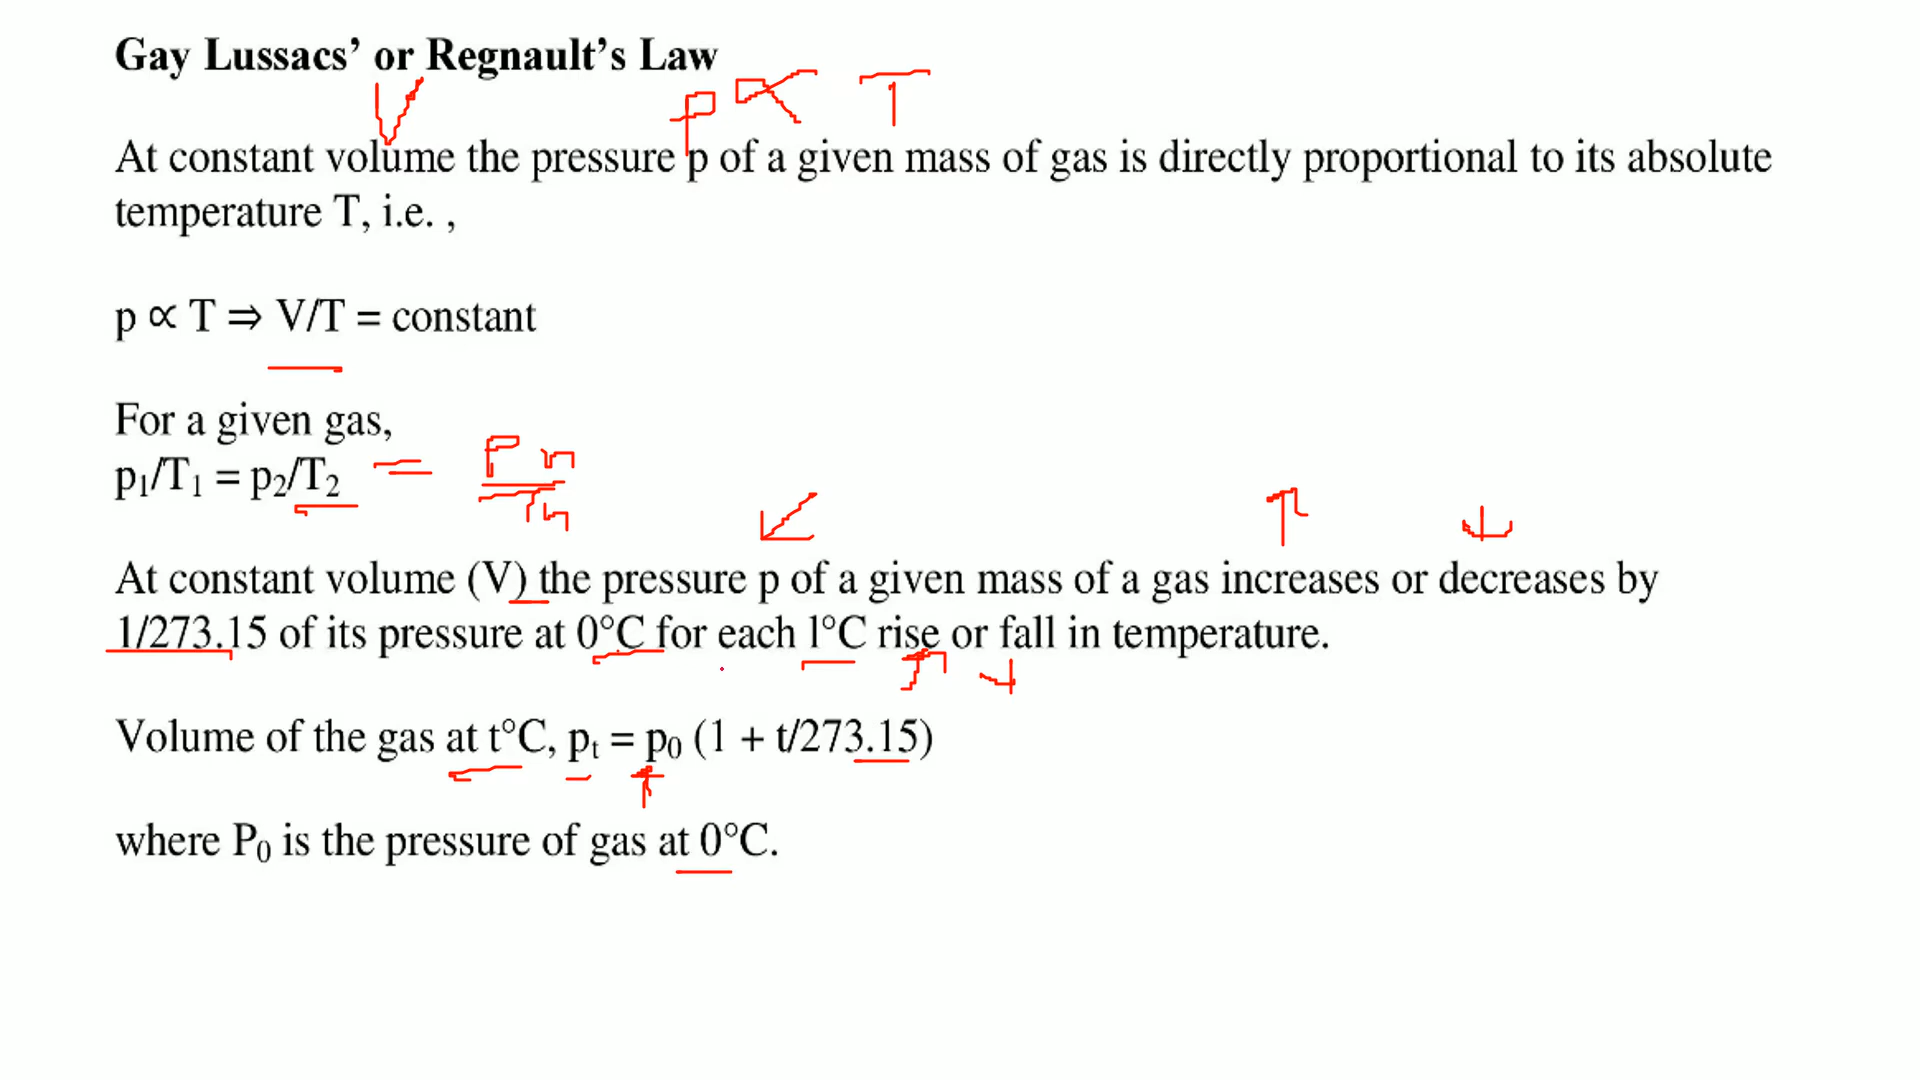 Gay Lussacs’ or Regnault’s Law
V p ∝ T
At constant volume the pressure p of a given mass of gas is directly proportional to its absolute
temperature T, i.e. ,
p ∝ T ⇒ V/T = constant
For a given gas,
p₁/T₁ = p₂/T₂ = Pn/Tn
At constant volume (V) the pressure p of a given mass of a gas increases or decreases by
1/273.15 of its pressure at 0°C for each 1°C rise or fall in temperature.
Volume of the gas at t°C, pₜ = p₀ (1 + t/273.15)
where P₀ is the pressure of gas at 0°C.